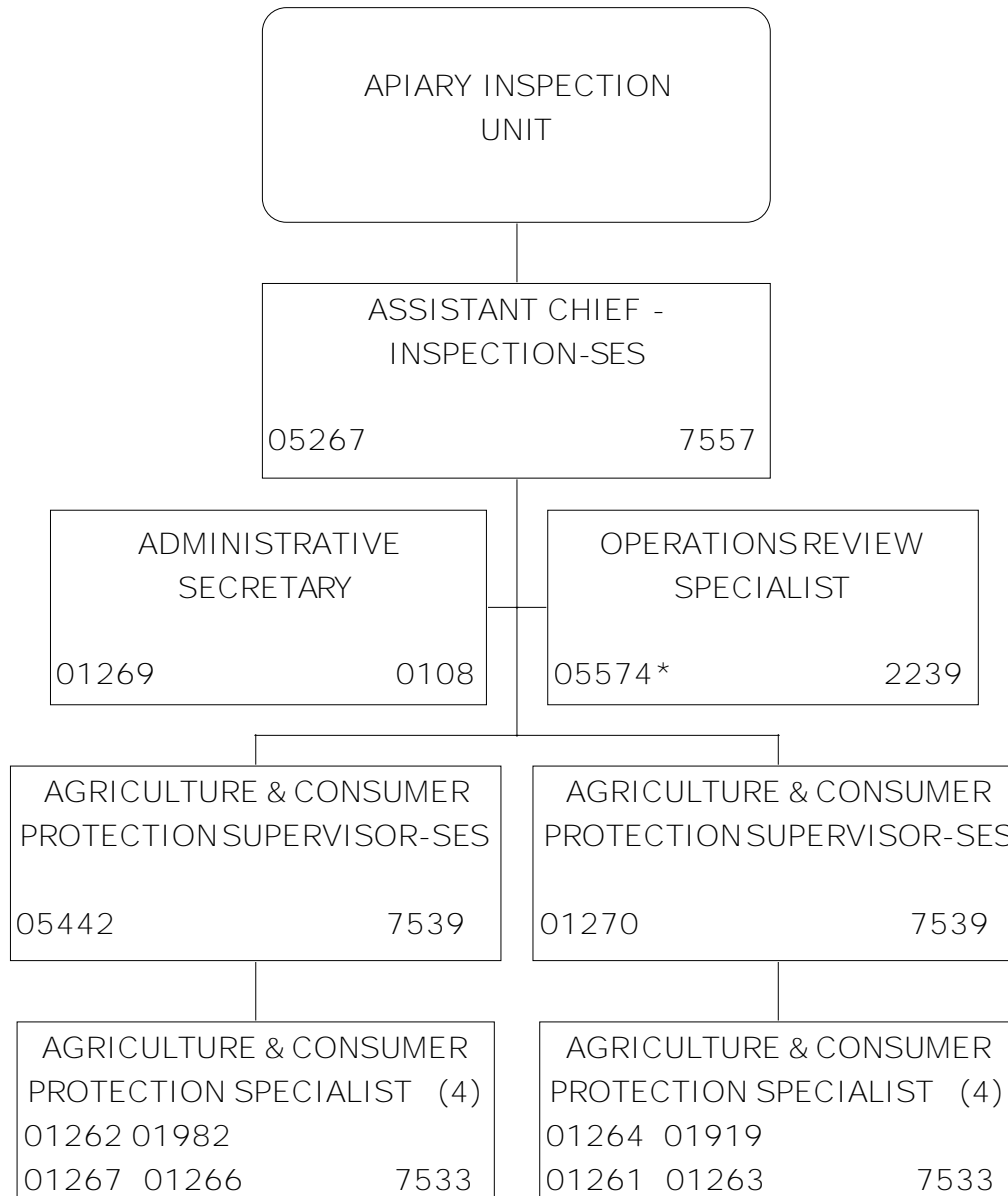 APIARY INSPECTION
UNIT
ASSISTANT CHIEF -
INSPECTION-SES
05267 7557
ADMINISTRATIVE
SECRETARY
01269 0108
OPERATIONS REVIEW
SPECIALIST
05574* 2239
AGRICULTURE & CONSUMER
PROTECTION SUPERVISOR-SES
05442 7539
AGRICULTURE & CONSUMER
PROTECTION SUPERVISOR-SES
01270 7539
AGRICULTURE & CONSUMER
PROTECTION SPECIALIST (4)
01262 01982
01267 01266 7533
AGRICULTURE & CONSUMER
PROTECTION SPECIALIST (4)
01264 01919
01261 01263 7533